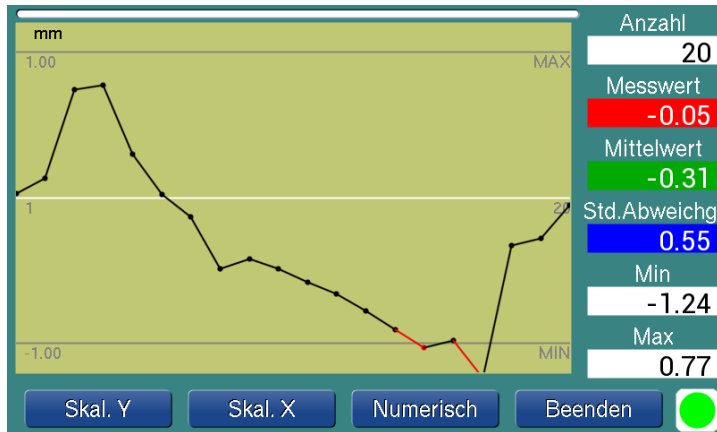 mm
1.00
MAX
1
20
-1.00
MIN
Anzahl
20
Messwert
-0.05
Mittelwert
-0.31
Std.Abweichg
0.55
Min
-1.24
Max
0.77
Skal. Y
Skal. X
Numerisch
Beenden